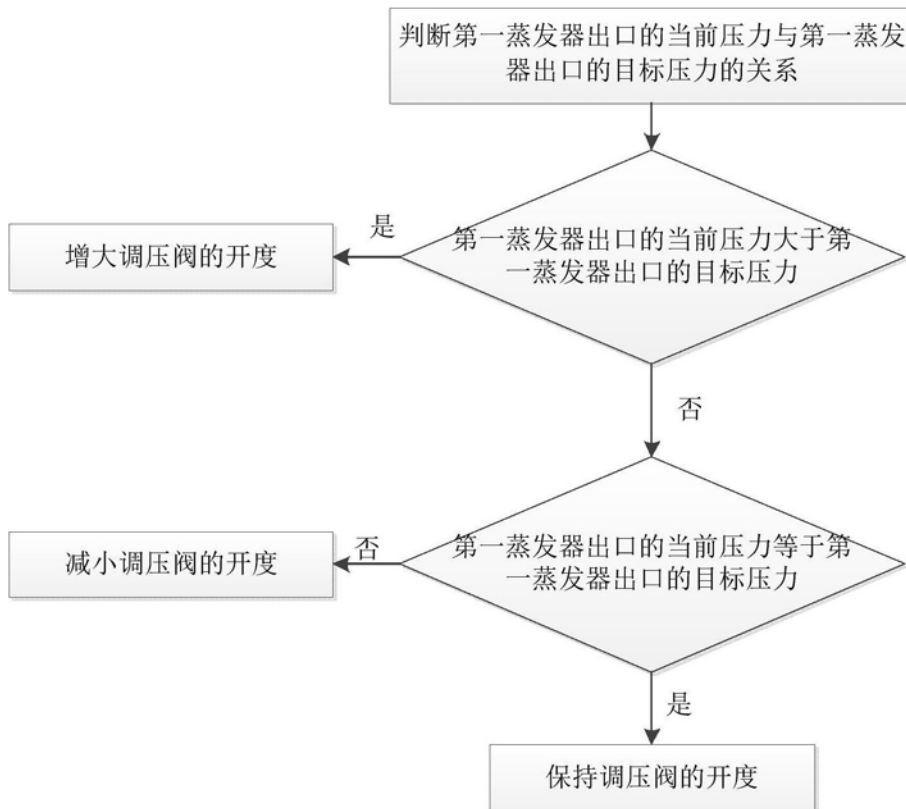 判断第一蒸发器出口的当前压力与第一蒸发
器出口的目标压力的关系
是
增大调压阀的开度
第一蒸发器出口的当前压力大于第
一蒸发器出口的目标压力
否
减小调压阀的开度
否
第一蒸发器出口的当前压力等于第
一蒸发器出口的目标压力
是
保持调压阀的开度